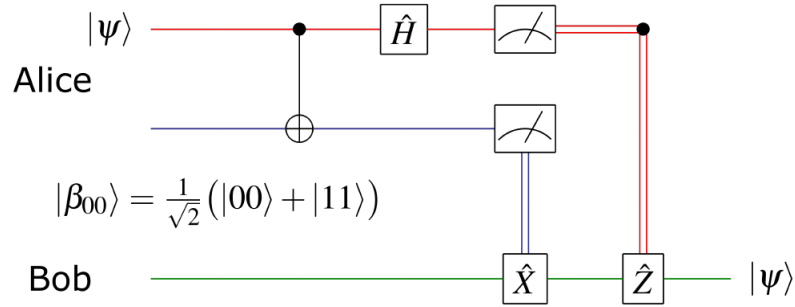 |ψ⟩
Ĥ
Alice
|β₀₀⟩ = 1/√2 (|00⟩ + |11⟩)
Bob
X̂
Ẑ
|ψ⟩